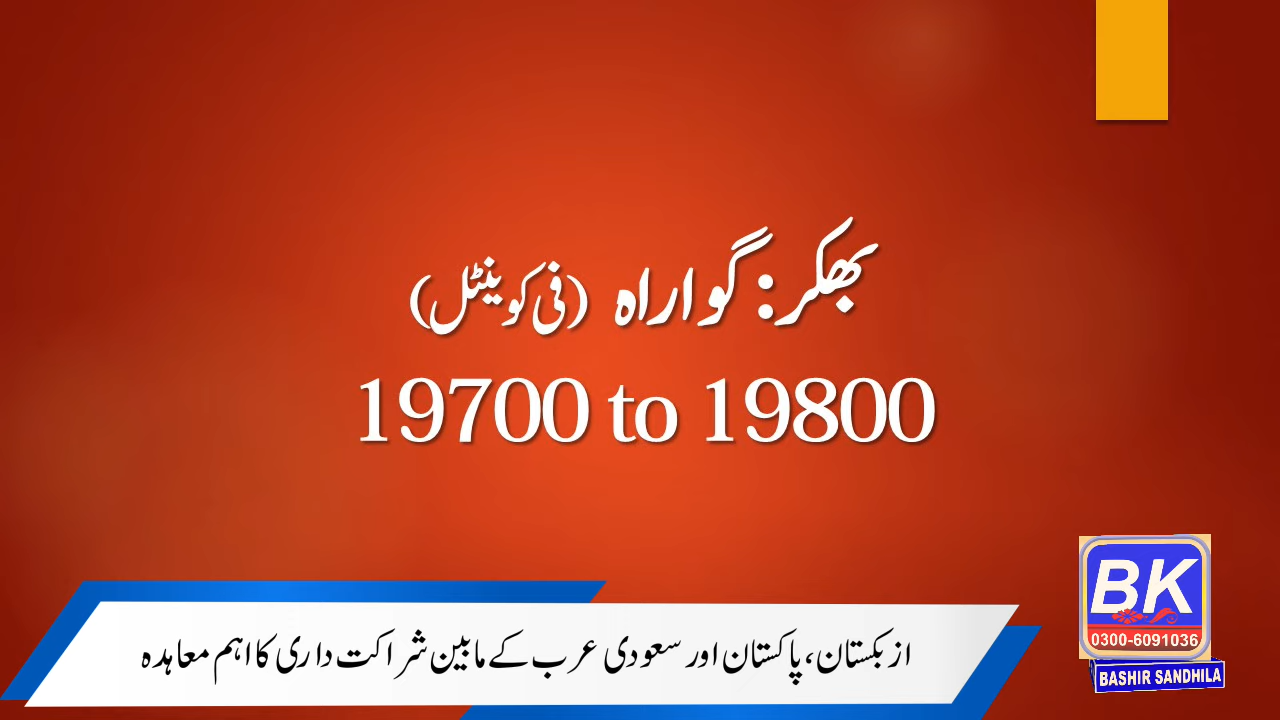 بھکر: گواراہ (فی کوینٹل)
19700 to 19800
ازبکستان، پاکستان اور سعودی عرب کے مابین شراکت داری کا اہم معاہدہ
BK
0300-6091036
BASHIR SANDHILA